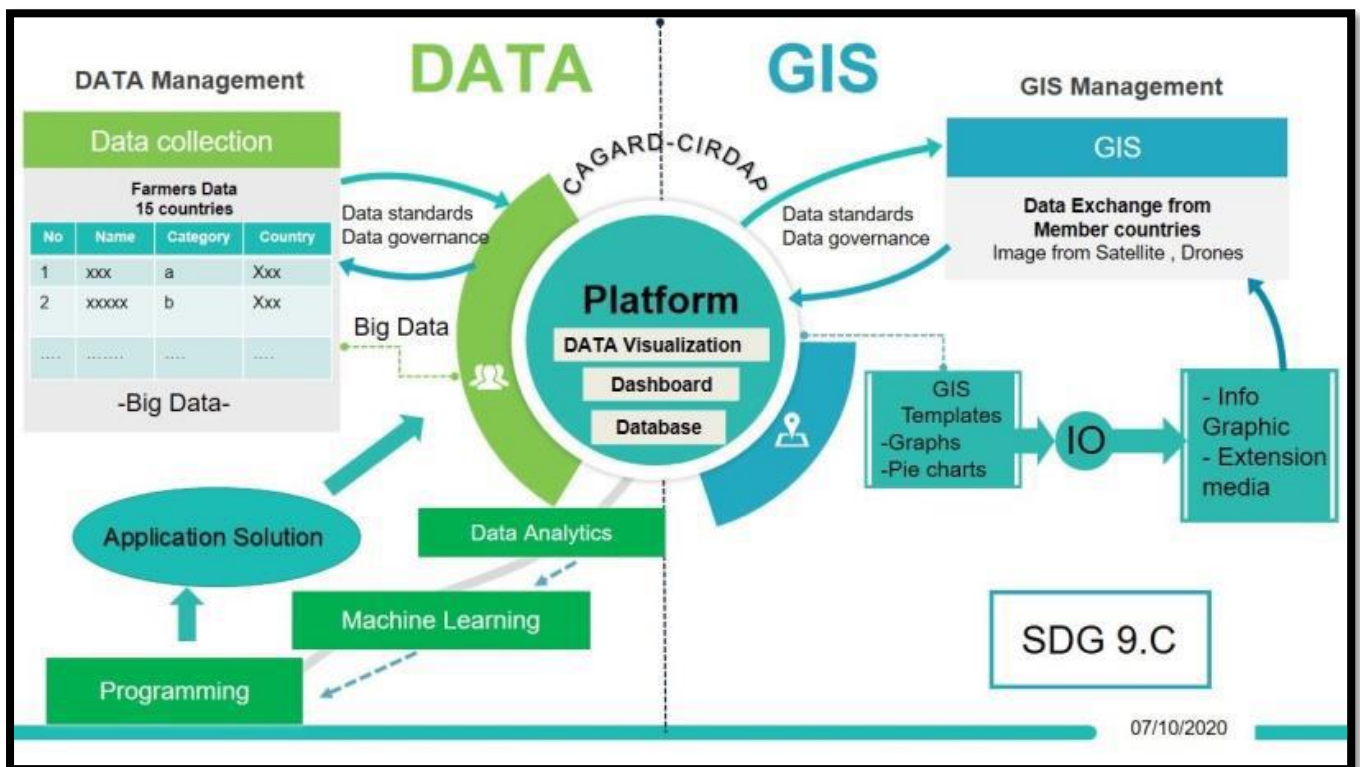 DATA
GIS
DATA Management
Data collection
Farmers Data
15 countries
No Name Category Country
1 xxx a Xxx
2 xxxxx b Xxx
.... ....... .... ....
-Big Data-
Data standards
Data governance
Big Data
CAGARD-CIRDAP
Platform
DATA Visualization
Dashboard
Database
Data standards
Data governance
GIS Management
GIS
Data Exchange from
Member countries
Image from Satellite , Drones
GIS
Templates
-Graphs
-Pie charts
IO
- Info
Graphic
- Extension
media
Application Solution
Data Analytics
Machine Learning
Programming
SDG 9.C
07/10/2020